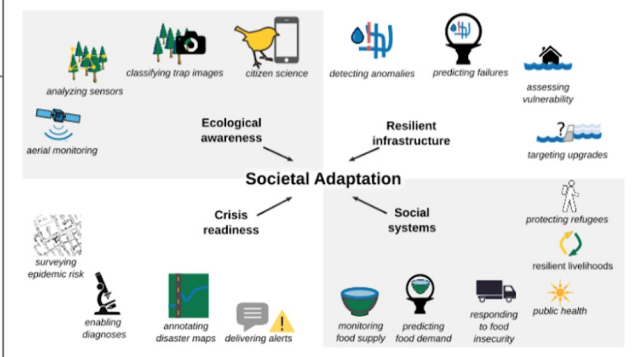 analyzing sensors
classifying trap images
citizen science
aerial monitoring
Ecological
awareness
detecting anomalies
predicting failures
assessing
vulnerability
?
targeting upgrades
Resilient
infrastructure
Societal Adaptation
Crisis
readiness
surveying
epidemic risk
enabling
diagnoses
annotating
disaster maps
delivering alerts
Social
systems
protecting refugees
resilient livelihoods
public health
monitoring
food supply
predicting
food demand
responding
to food
insecurity